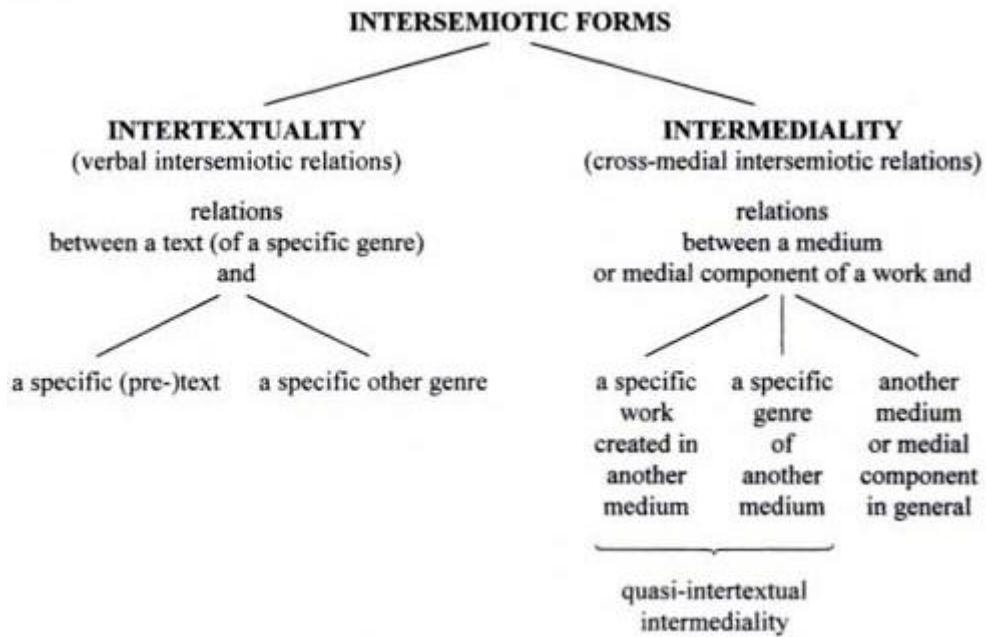 INTERSEMIOTIC FORMS
INTERTEXTUALITY
(verbal intersemiotic relations)
relations
between a text (of a specific genre)
and
a specific (pre-)text
a specific other genre
INTERMEDIALITY
(cross-medial intersemiotic relations)
relations
between a medium
or medial component of a work and
a specific
work
created in
another
medium
a specific
genre
of
another
medium
another
medium
or medial
component
in general
quasi-intertextual
intermediality